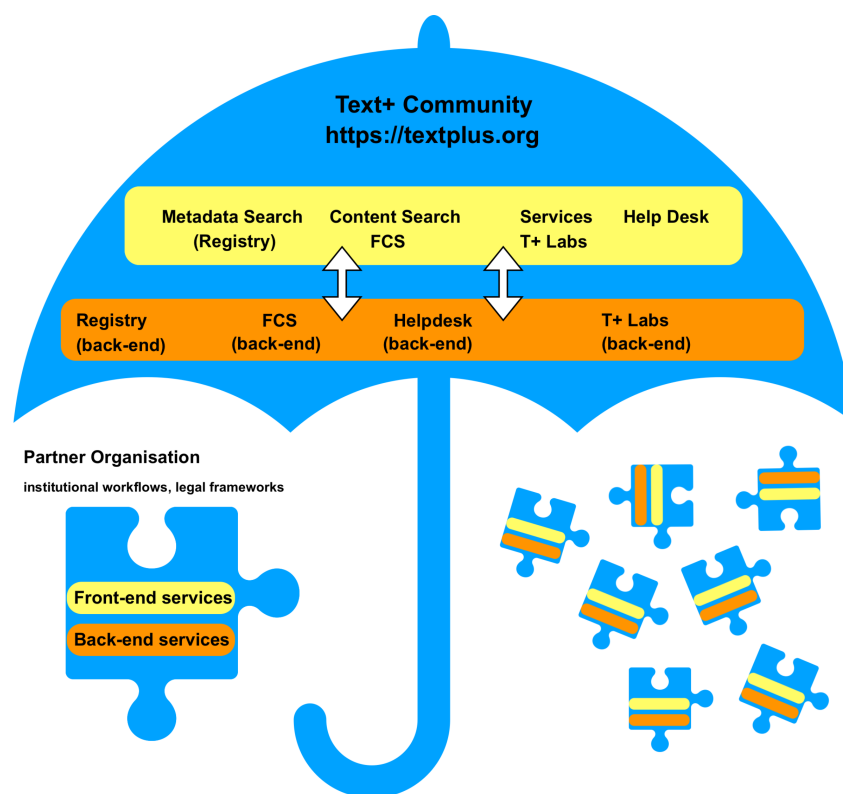 Text+ Community
https://textplus.org
Metadata Search
(Registry)
Content Search
FCS
Services
T+ Labs
Help Desk
Registry
(back-end)
FCS
(back-end)
Helpdesk
(back-end)
T+ Labs
(back-end)
Partner Organisation
institutional workflows, legal frameworks
Front-end services
Back-end services